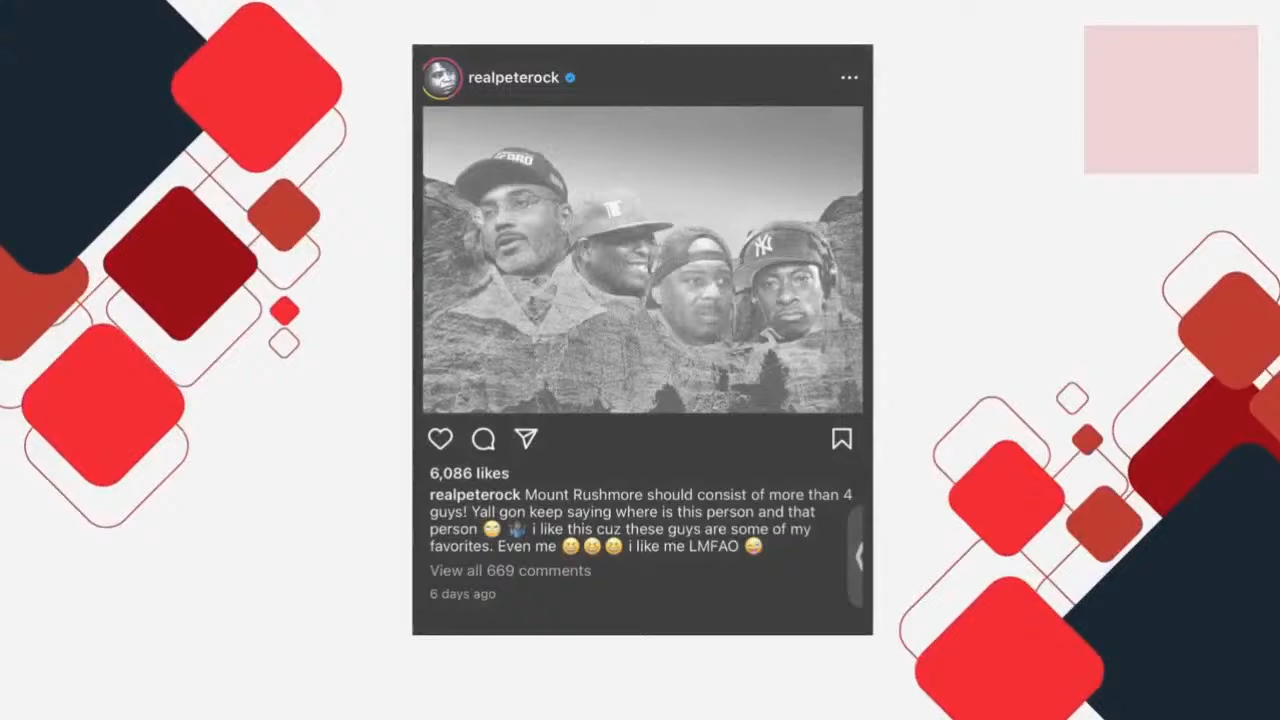 realpeterock
NY
6,086 likes
realpeterock Mount Rushmore should consist of more than 4
guys! Yall gon keep saying where is this person and that
person 🙄 🤷🏿‍♂️ i like this cuz these guys are some of my
favorites. Even me 😀😀😀 i like me LMFAO 😜
View all 669 comments
6 days ago